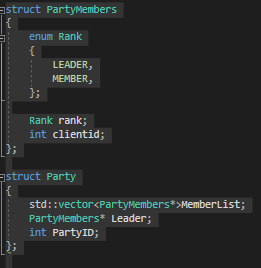 struct PartyMembers
{
    enum Rank
    {
        LEADER,
        MEMBER,
    };

    Rank rank;
    int clientid;
};

struct Party
{
    std::vector<PartyMembers*>MemberList;
    PartyMembers* Leader;
    int PartyID;
};